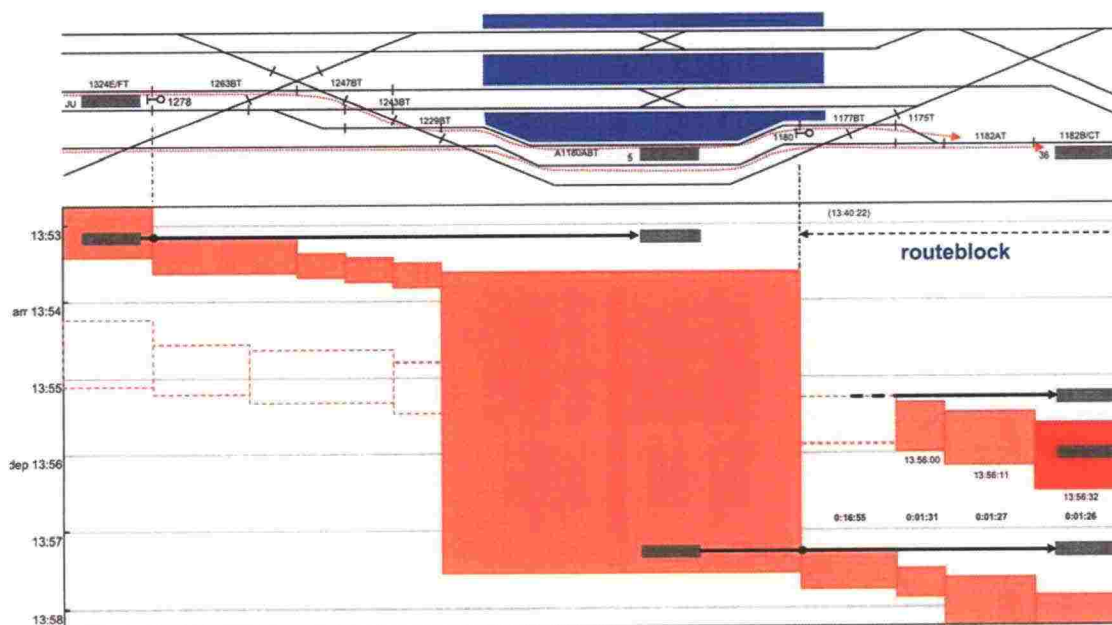 1324E/FT 1263BT 1247BT
JU 1278 1243BT
1229BT
1177BT 1175T
1180
1182AT 1182B/CT
A1180ABT
5 36
(13:40:22)
13:53
routeblock
arr 13:54
13:55
dep 13:56
13:56:00
13:56:11
13:56:32
0:16:55 0:01:31 0:01:27 0:01:26
13:57
13:58